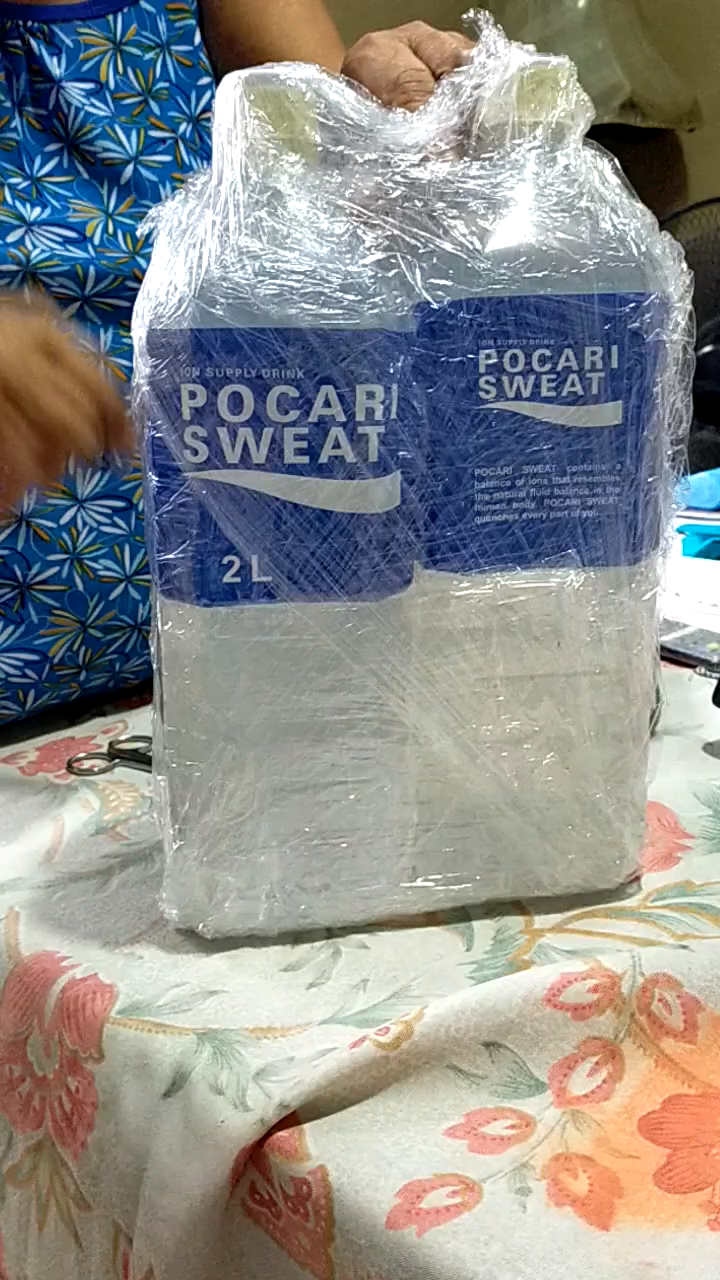 ION SUPPLY DRINK
POCARI
SWEAT
2L
ION SUPPLY DRINK
POCARI
SWEAT
POCARI SWEAT contains a
balance of ions that resembles
the natural fluid balance in the
human body. POCARI SWEAT
quenches every part of you.